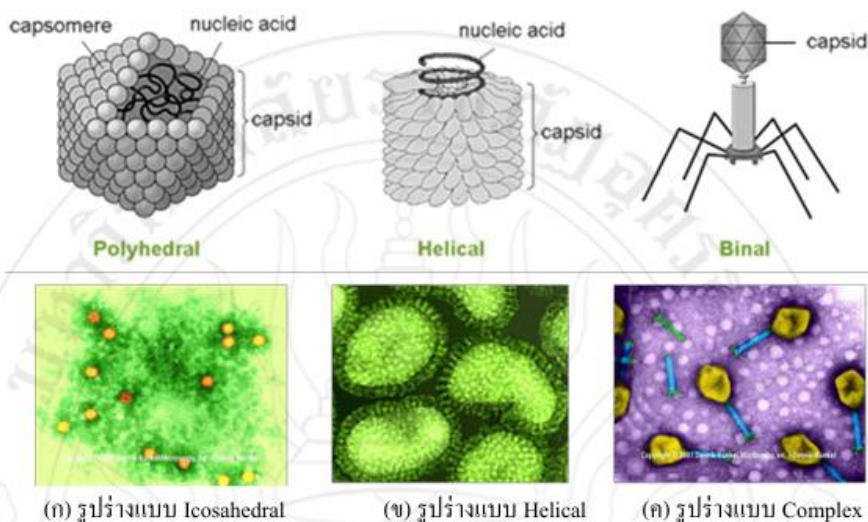 capsomere nucleic acid
nucleic acid
capsid
capsid
capsid
Polyhedral Helical Binal
(ก) รูปร่างแบบ Icosahedral (ข) รูปร่างแบบ Helical (ค) รูปร่างแบบ Complex